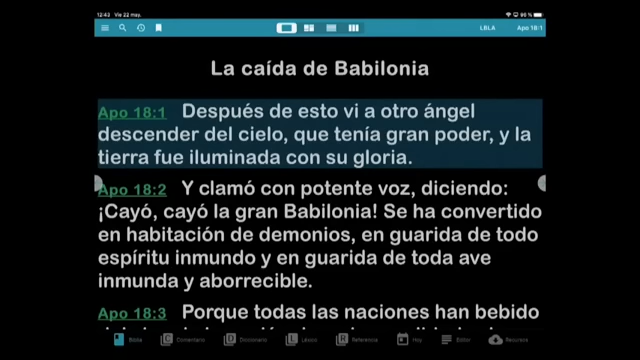 12:43 Vie 22 may. 90 %
LBLA Apo 18:1
La caída de Babilonia
Apo 18:1 Después de esto vi a otro ángel
descender del cielo, que tenía gran poder, y la
tierra fue iluminada con su gloria.
Apo 18:2 Y clamó con potente voz, diciendo:
¡Cayó, cayó la gran Babilonia! Se ha convertido
en habitación de demonios, en guarida de todo
espíritu inmundo y en guarida de toda ave
inmunda y aborrecible.
Apo 18:3 Porque todas las naciones han bebido
Biblia C Comentario D Diccionario L Léxico R Referencia Hoy Editor Recursos